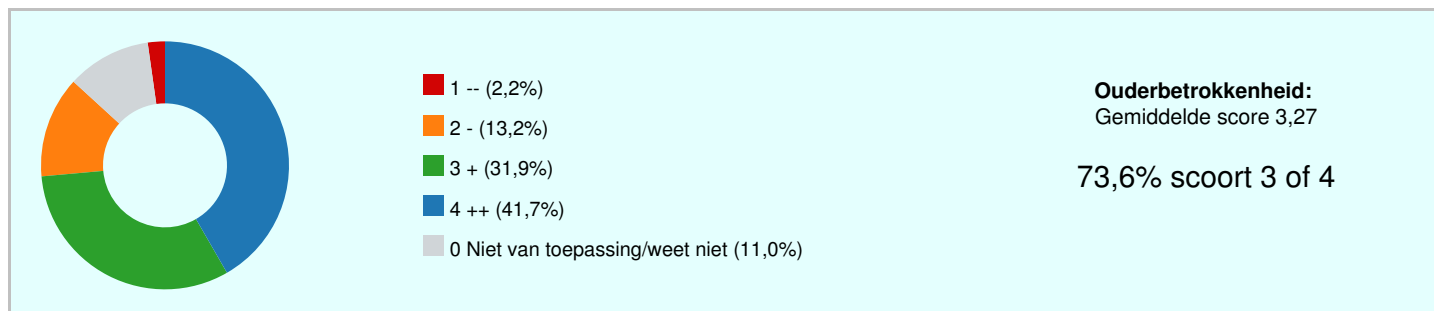 1 -- (2,2%)
2 - (13,2%)
3 + (31,9%)
4 ++ (41,7%)
0 Niet van toepassing/weet niet (11,0%)
Ouderbetrokkenheid:
Gemiddelde score 3,27
73,6% scoort 3 of 4